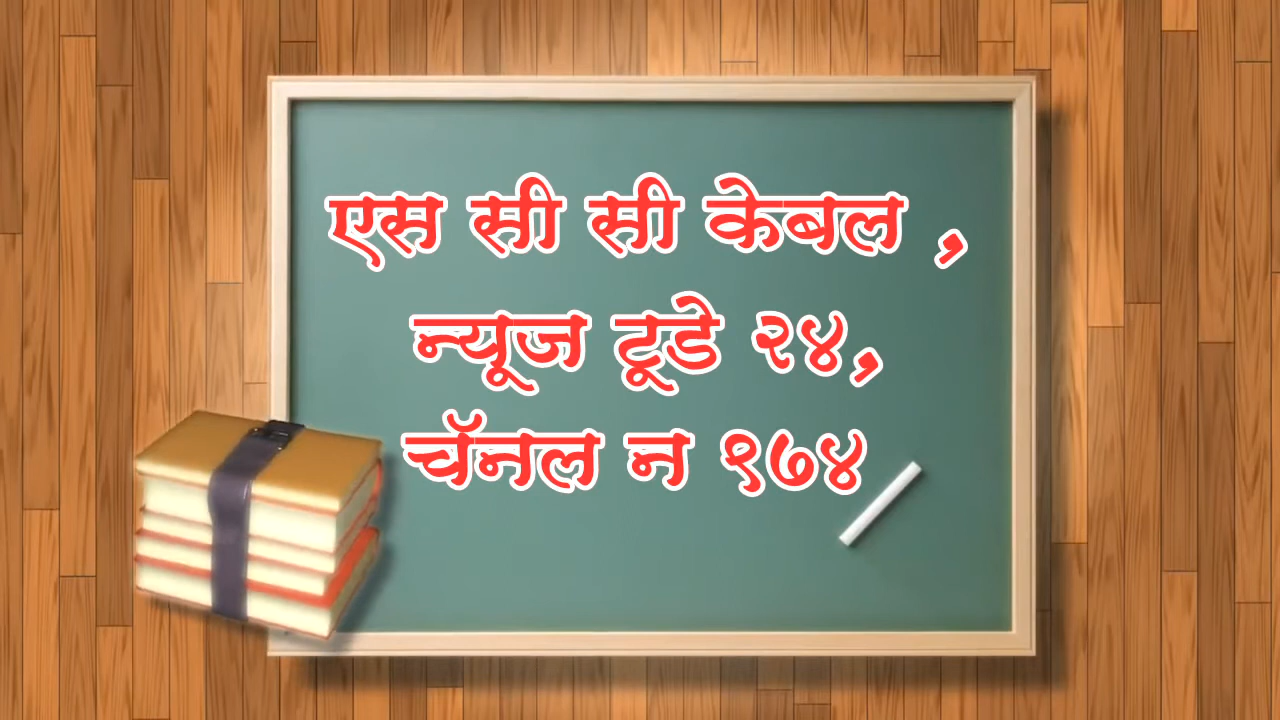 एस सी सी केबल ,
न्यूज टूडे २४,
चॅनल न १७४